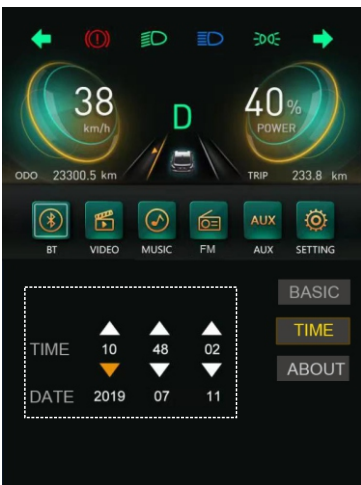 38
km/h
D
40%
POWER
ODO 23300.5 km
TRIP 233.8 km
BT VIDEO MUSIC FM AUX AUX SETTING
BASIC
TIME
ABOUT
TIME 10 48 02
DATE 2019 07 11